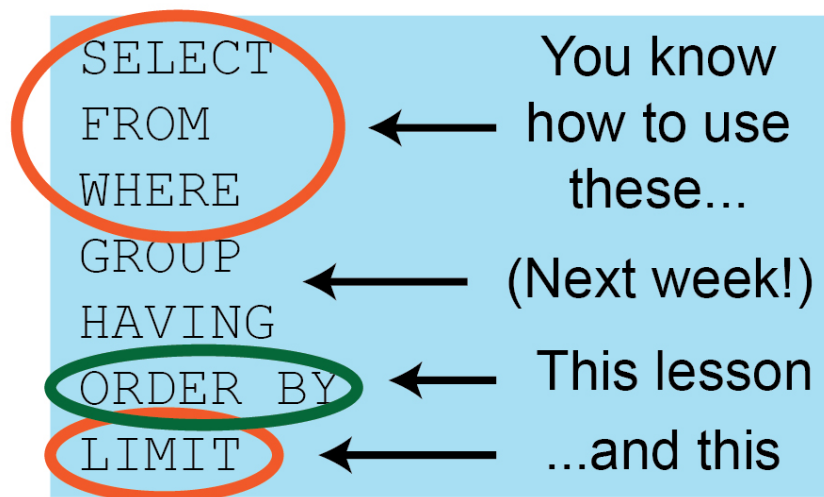 SELECT
FROM
WHERE
GROUP
HAVING
ORDER BY
LIMIT
You know
how to use
these...
(Next week!)
This lesson
...and this